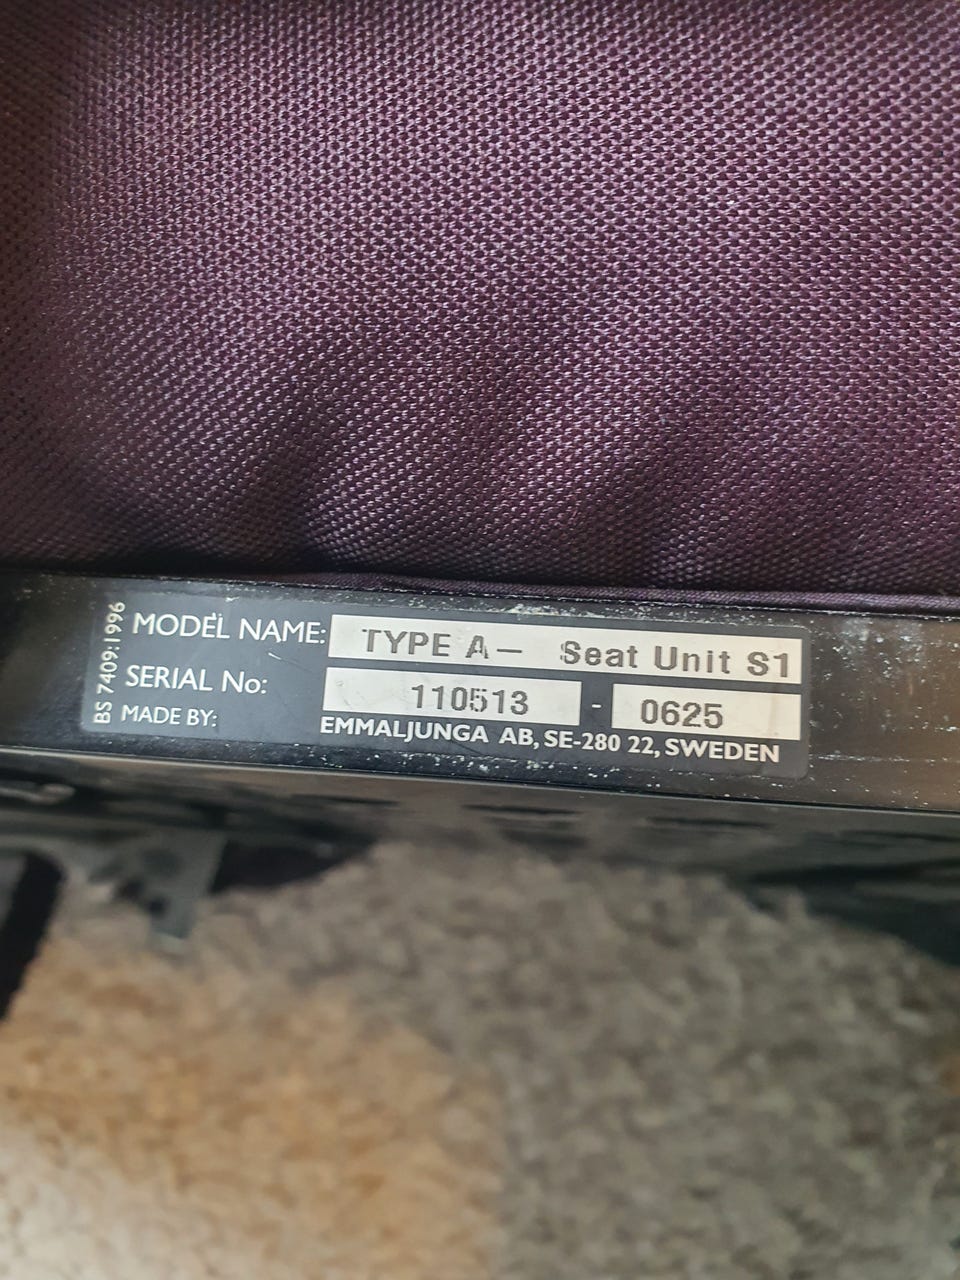 BS 7409:1996
MODEL NAME: TYPE A- Seat Unit S1
SERIAL No: 110513 - 0625
MADE BY: EMMALJUNGA AB, SE-280 22, SWEDEN